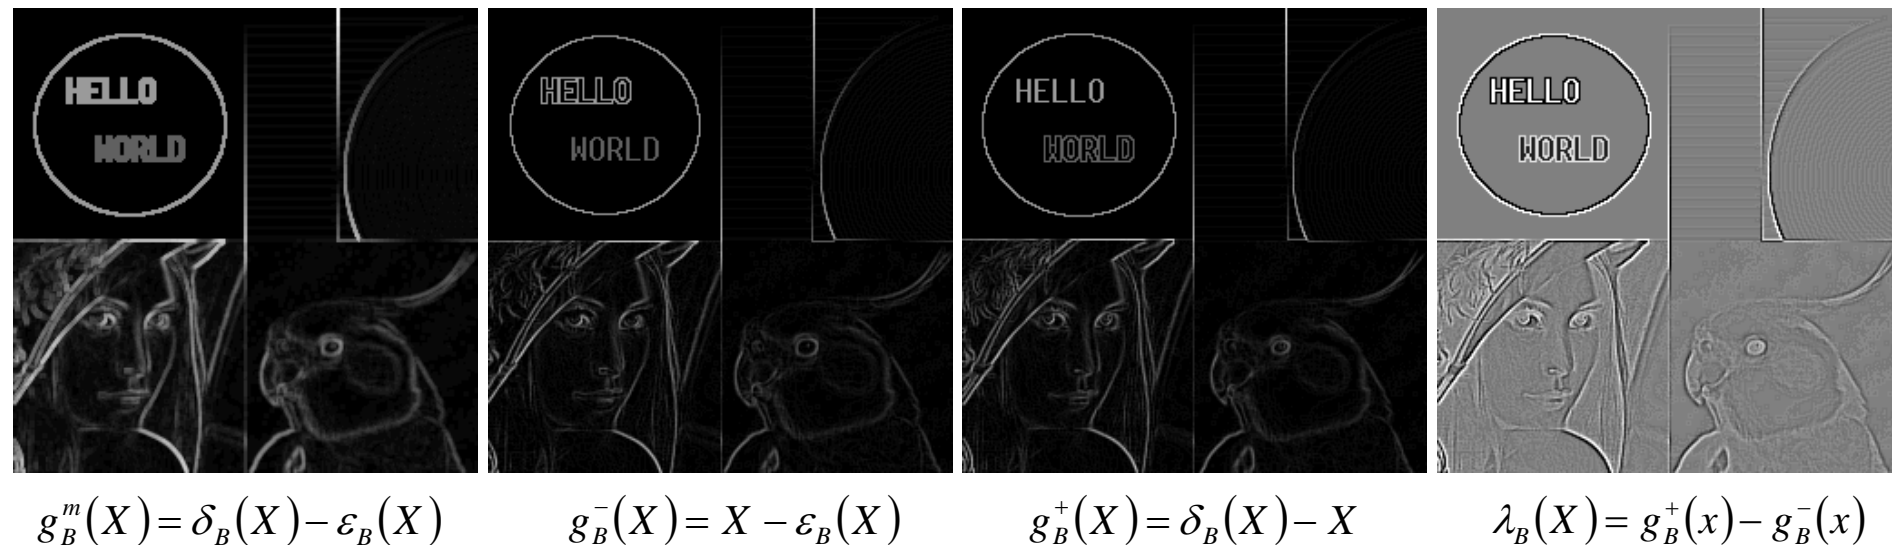 HELLO
WORLD
HELLO
WORLD
HELLO
WORLD
HELLO
WORLD
g_B^m(X) = δ_B(X) − ε_B(X)
g_B^−(X) = X − ε_B(X)
g_B^+(X) = δ_B(X) − X
λ_B(X) = g_B^+(x) − g_B^−(x)